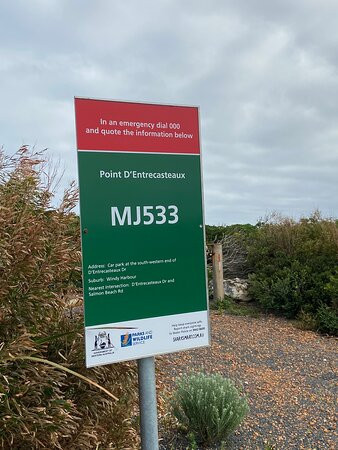 In an emergency dial 000
and quote the information below
Point D'Entrecasteaux
MJ533
Address: Car park at the south-western end of
D'Entrecasteaux Dr
Suburb: Windy Harbour
Nearest intersection: D'Entrecasteaux Dr and
Salmon Beach Rd
PARKS AND
WILDLIFE
SERVICE